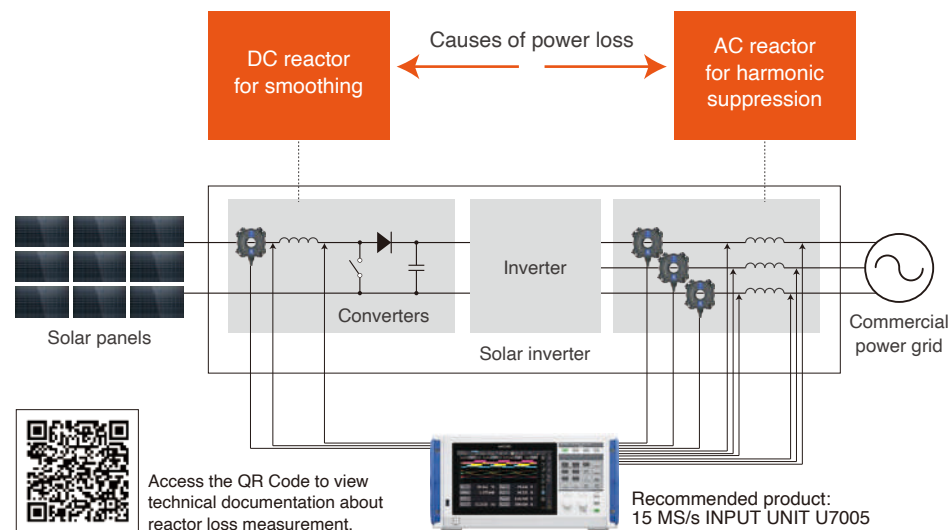 DC reactor
for smoothing
Causes of power loss
AC reactor
for harmonic
suppression
Inverter
Converters
Solar panels
Solar inverter
Commercial
power grid
Access the QR Code to view
technical documentation about
reactor loss measurement.
Recommended product:
15 MS/s INPUT UNIT U7005